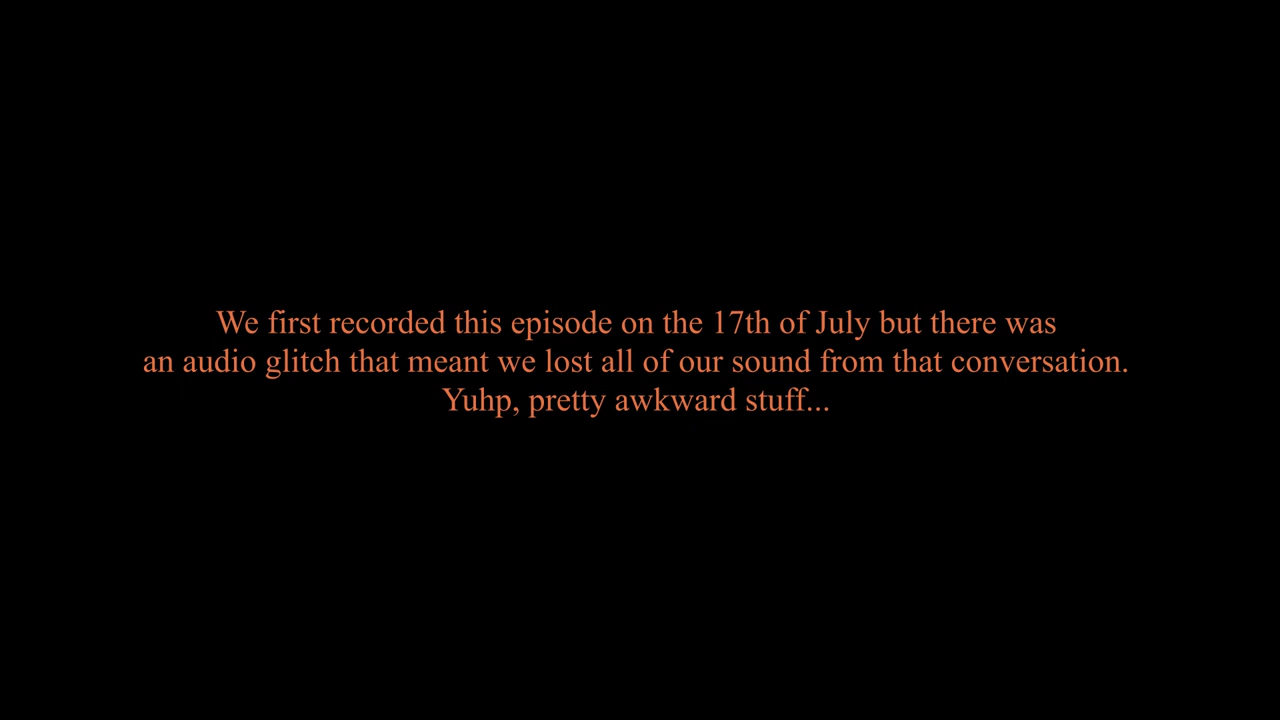 We first recorded this episode on the 17th of July but there was
an audio glitch that meant we lost all of our sound from that conversation.
Yuhp, pretty awkward stuff...